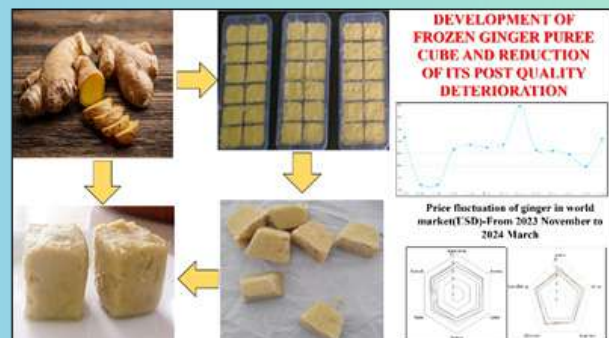 DEVELOPMENT OF
FROZEN GINGER PUREE
CUBE AND REDUCTION
OF ITS POST QUALITY
DETERIORATION
Price fluctuation of ginger in world
market(USD)-From 2023 November to
2024 March